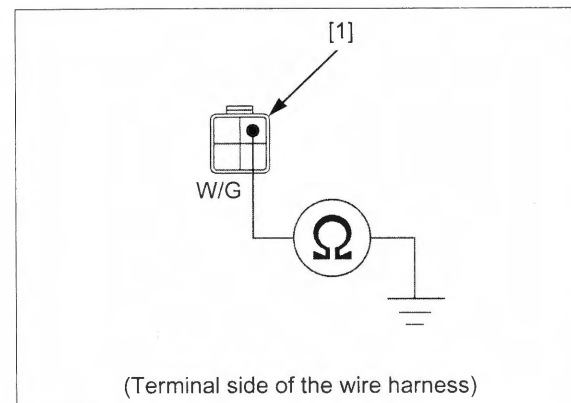 [1]
W/G
Ω
(Terminal side of the wire harness)